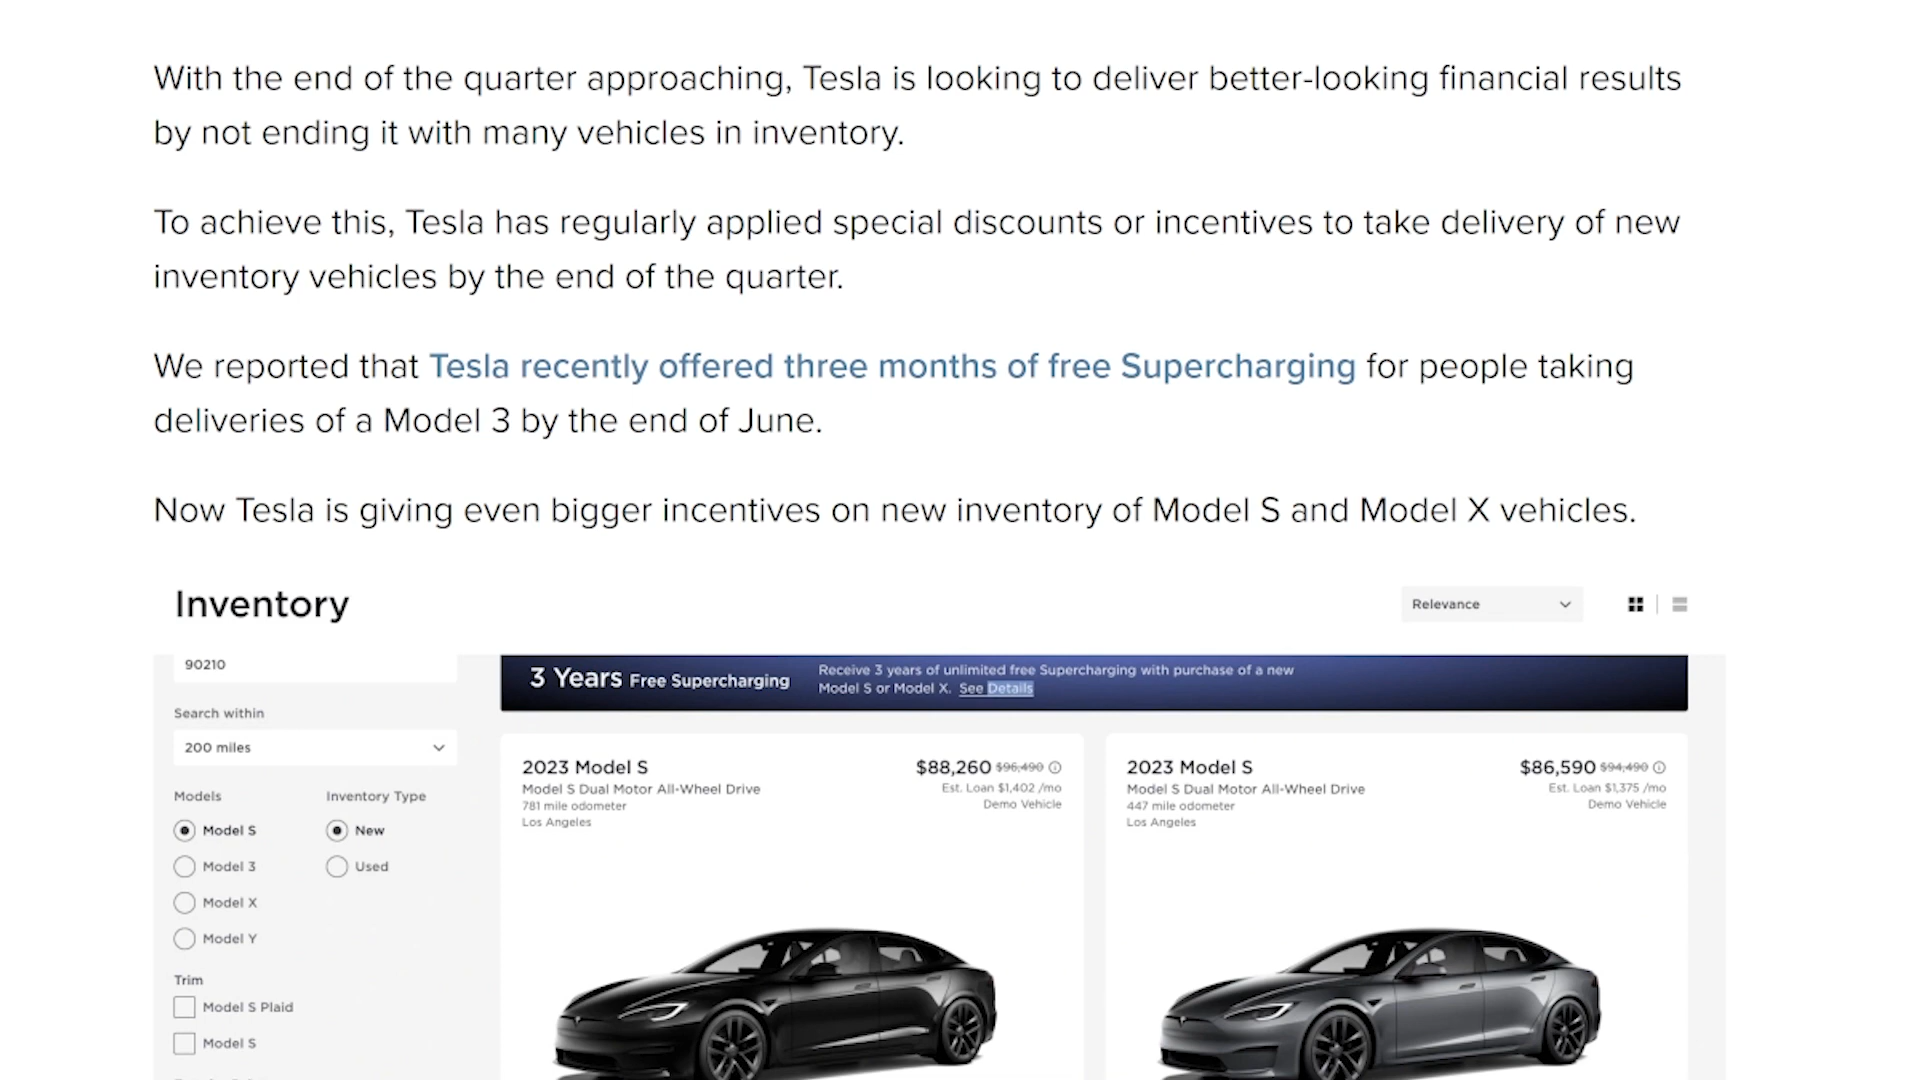 With the end of the quarter approaching, Tesla is looking to deliver better-looking financial results
by not ending it with many vehicles in inventory.
To achieve this, Tesla has regularly applied special discounts or incentives to take delivery of new
inventory vehicles by the end of the quarter.
We reported that Tesla recently offered three months of free Supercharging for people taking
deliveries of a Model 3 by the end of June.
Now Tesla is giving even bigger incentives on new inventory of Model S and Model X vehicles.
Inventory
Relevance
90210
Search within
200 miles
Models
Inventory Type
Model S
New
Model 3
Used
Model X
Model Y
Trim
Model S Plaid
Model S
3 Years Free Supercharging
Receive 3 years of unlimited free Supercharging with purchase of a new
Model S or Model X. See Details
2023 Model S
$88,260 $96,490
Model S Dual Motor All-Wheel Drive
Est. Loan $1,402 /mo
781 mile odometer
Demo Vehicle
Los Angeles
2023 Model S
$86,590 $94,490
Model S Dual Motor All-Wheel Drive
Est. Loan $1,375 /mo
447 mile odometer
Demo Vehicle
Los Angeles